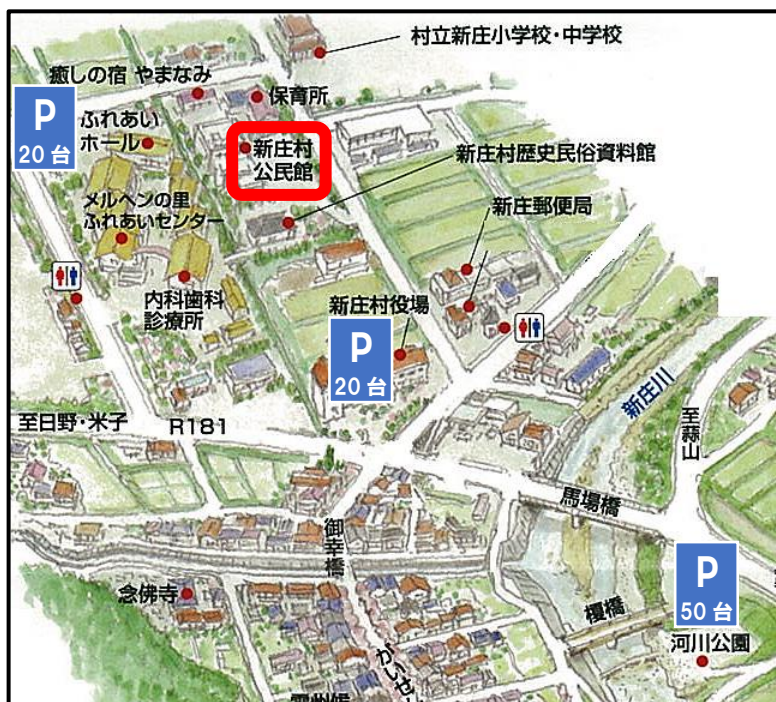 村立新庄小学校・中学校
癒しの宿 やまなみ
保育所
P
20台
ふれあい
ホール
新庄村
公民館
新庄村歴史民俗資料館
メルヘンの里
ふれあいセンター
新庄郵便局
内科歯科
診療所
新庄村役場
P
20台
新庄川
至蒜山
至日野・米子
R181
馬場橋
御幸橋
P
50台
念佛寺
榎橋
河川公園
がいせ